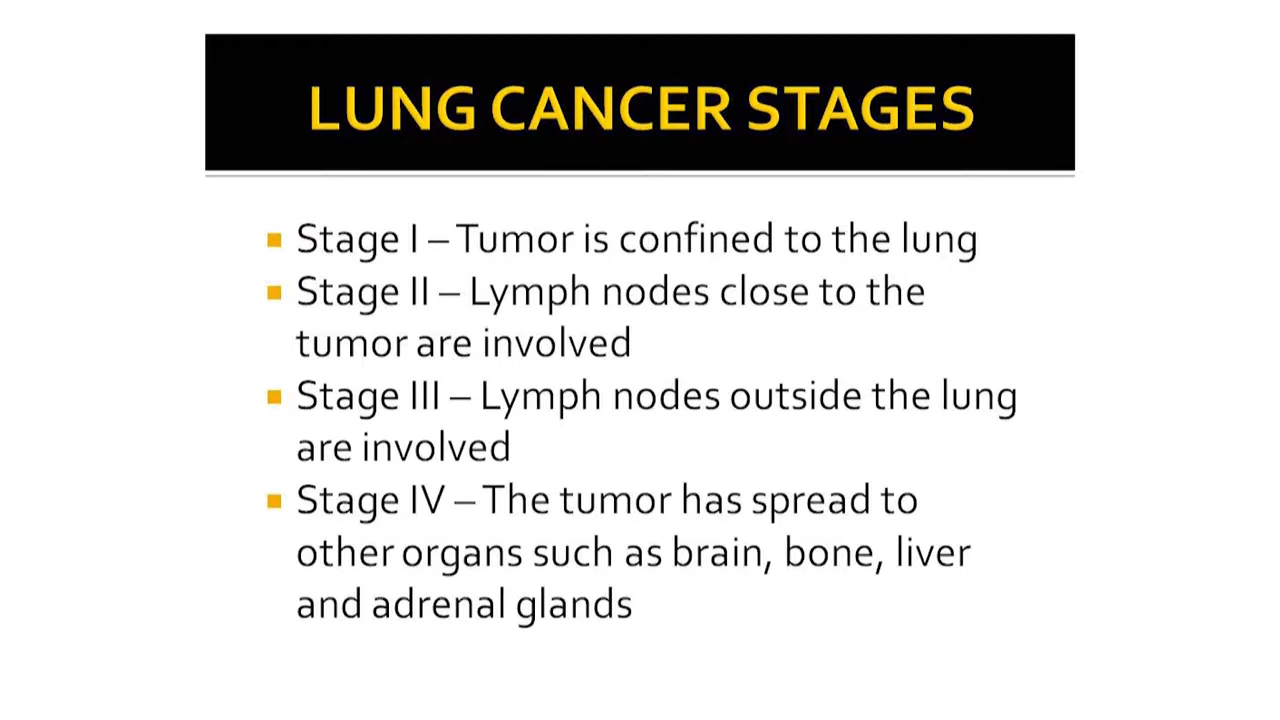 LUNG CANCER STAGES
Stage I – Tumor is confined to the lung
Stage II – Lymph nodes close to the
tumor are involved
Stage III – Lymph nodes outside the lung
are involved
Stage IV – The tumor has spread to
other organs such as brain, bone, liver
and adrenal glands